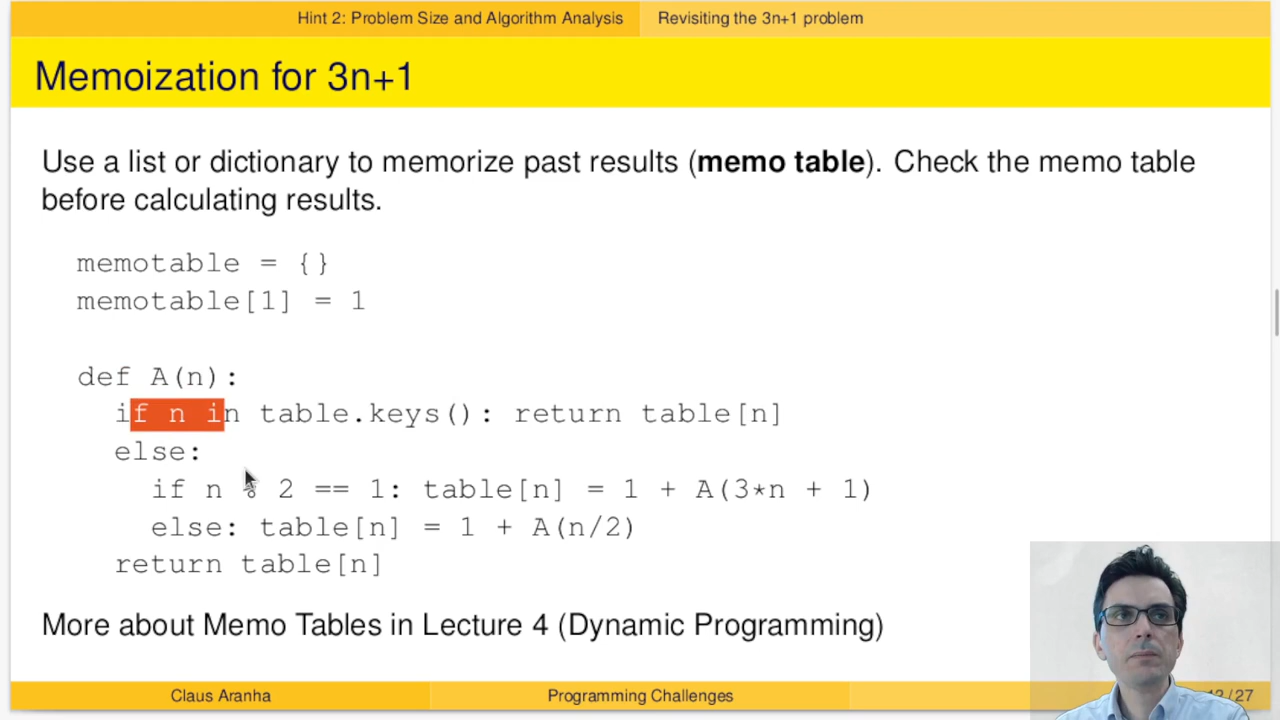 Hint 2: Problem Size and Algorithm Analysis
Revisiting the 3n+1 problem
Memoization for 3n+1
Use a list or dictionary to memorize past results (memo table). Check the memo table
before calculating results.
memotable = {}
memotable[1] = 1
def A(n):
if n in table.keys(): return table[n]
else:
if n % 2 == 1: table[n] = 1 + A(3*n + 1)
else: table[n] = 1 + A(n/2)
return table[n]
More about Memo Tables in Lecture 4 (Dynamic Programming)
Claus Aranha
Programming Challenges
/ 27